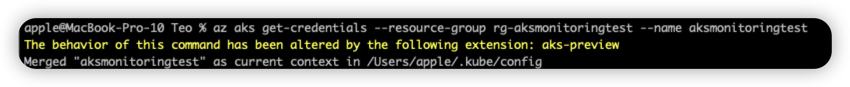 apple@MacBook-Pro-10 Teo % az aks get-credentials --resource-group rg-aksmonitoringtest --name aksmonitoringtest
The behavior of this command has been altered by the following extension: aks-preview
Merged "aksmonitoringtest" as current context in /Users/apple/.kube/config